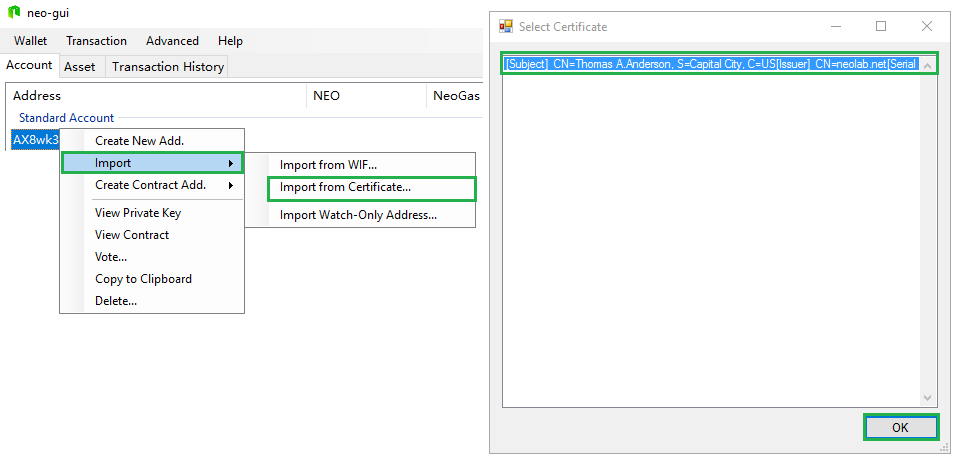 neo-gui
Wallet Transaction Advanced Help
Account Asset Transaction History
Address NEO NeoGas
Standard Account
AX8wk3
Create New Add.
Import
Create Contract Add.
View Private Key
View Contract
Vote...
Copy to Clipboard
Delete...
Import from WIF...
Import from Certificate...
Import Watch-Only Address...
Select Certificate
[Subject] CN=Thomas A.Anderson, S=Capital City, C=US[Issuer] CN=neolab.net[Serial
OK